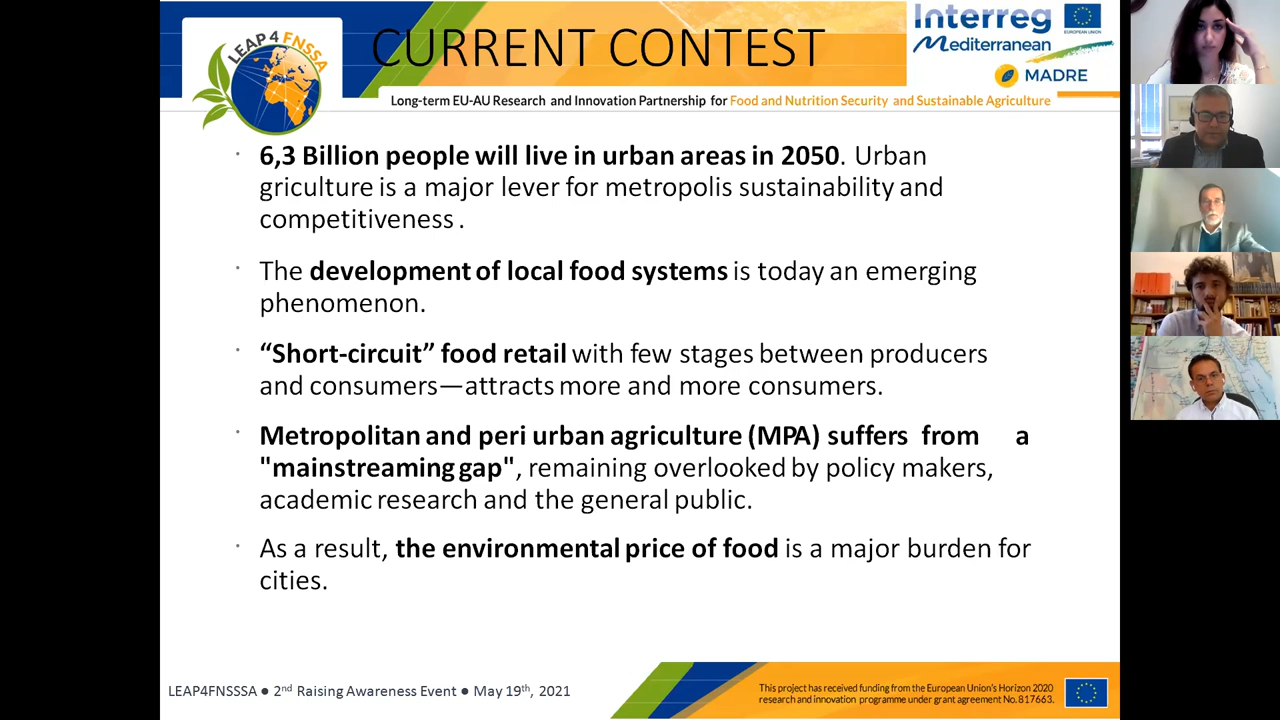 LEAP 4 FNSSA
CURRENT CONTEST
Interreg
Mediterranean
EUROPEAN UNION
MADRE
Long-term EU-AU Research and Innovation Partnership for Food and Nutrition Security and Sustainable Agriculture
· 6,3 Billion people will live in urban areas in 2050. Urban
griculture is a major lever for metropolis sustainability and
competitiveness .
· The development of local food systems is today an emerging
phenomenon.
· “Short-circuit” food retail with few stages between producers
and consumers—attracts more and more consumers.
· Metropolitan and peri urban agriculture (MPA) suffers from a
"mainstreaming gap", remaining overlooked by policy makers,
academic research and the general public.
· As a result, the environmental price of food is a major burden for
cities.
LEAP4FNSSSA ● 2nd Raising Awareness Event ● May 19th, 2021
This project has received funding from the European Union's Horizon 2020
research and innovation programme under grant agreement No.817663.